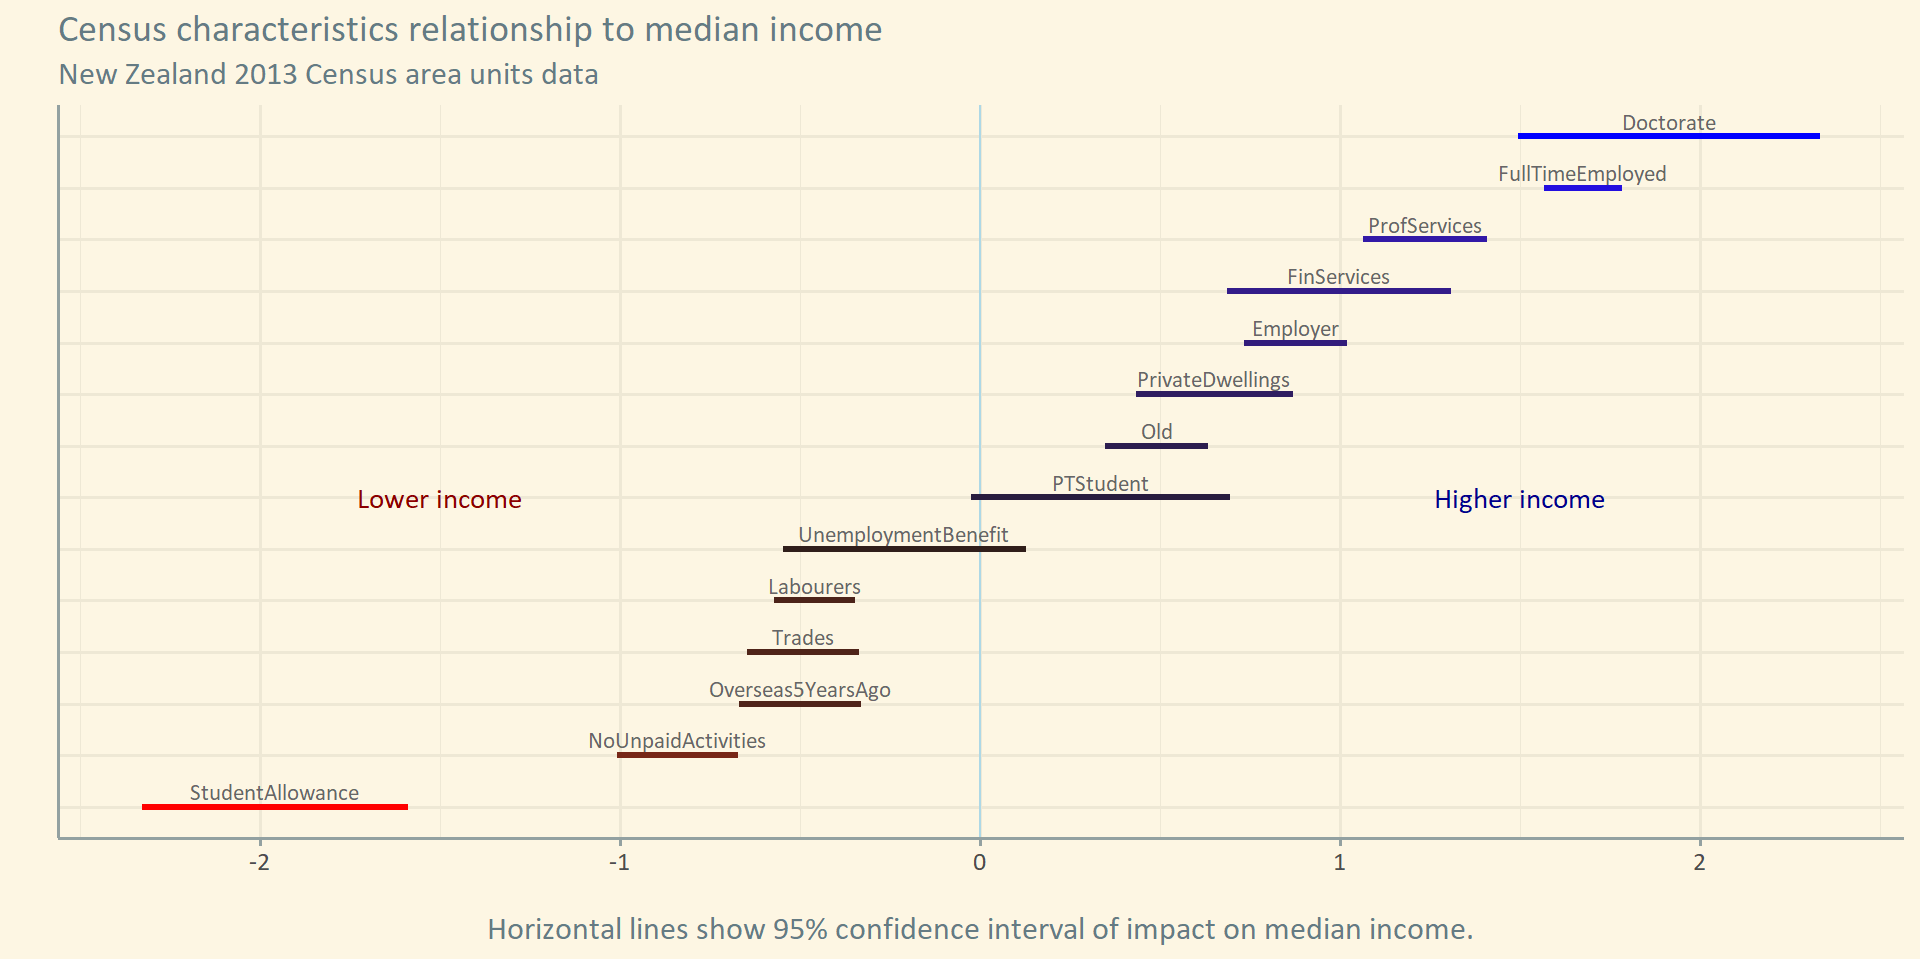 Census characteristics relationship to median income
New Zealand 2013 Census area units data
Doctorate
FullTimeEmployed
ProfServices
FinServices
Employer
PrivateDwellings
Old
PTStudent
Lower income
Higher income
UnemploymentBenefit
Labourers
Trades
Overseas5YearsAgo
NoUnpaidActivities
StudentAllowance
-2 -1 0 1 2
Horizontal lines show 95% confidence interval of impact on median income.